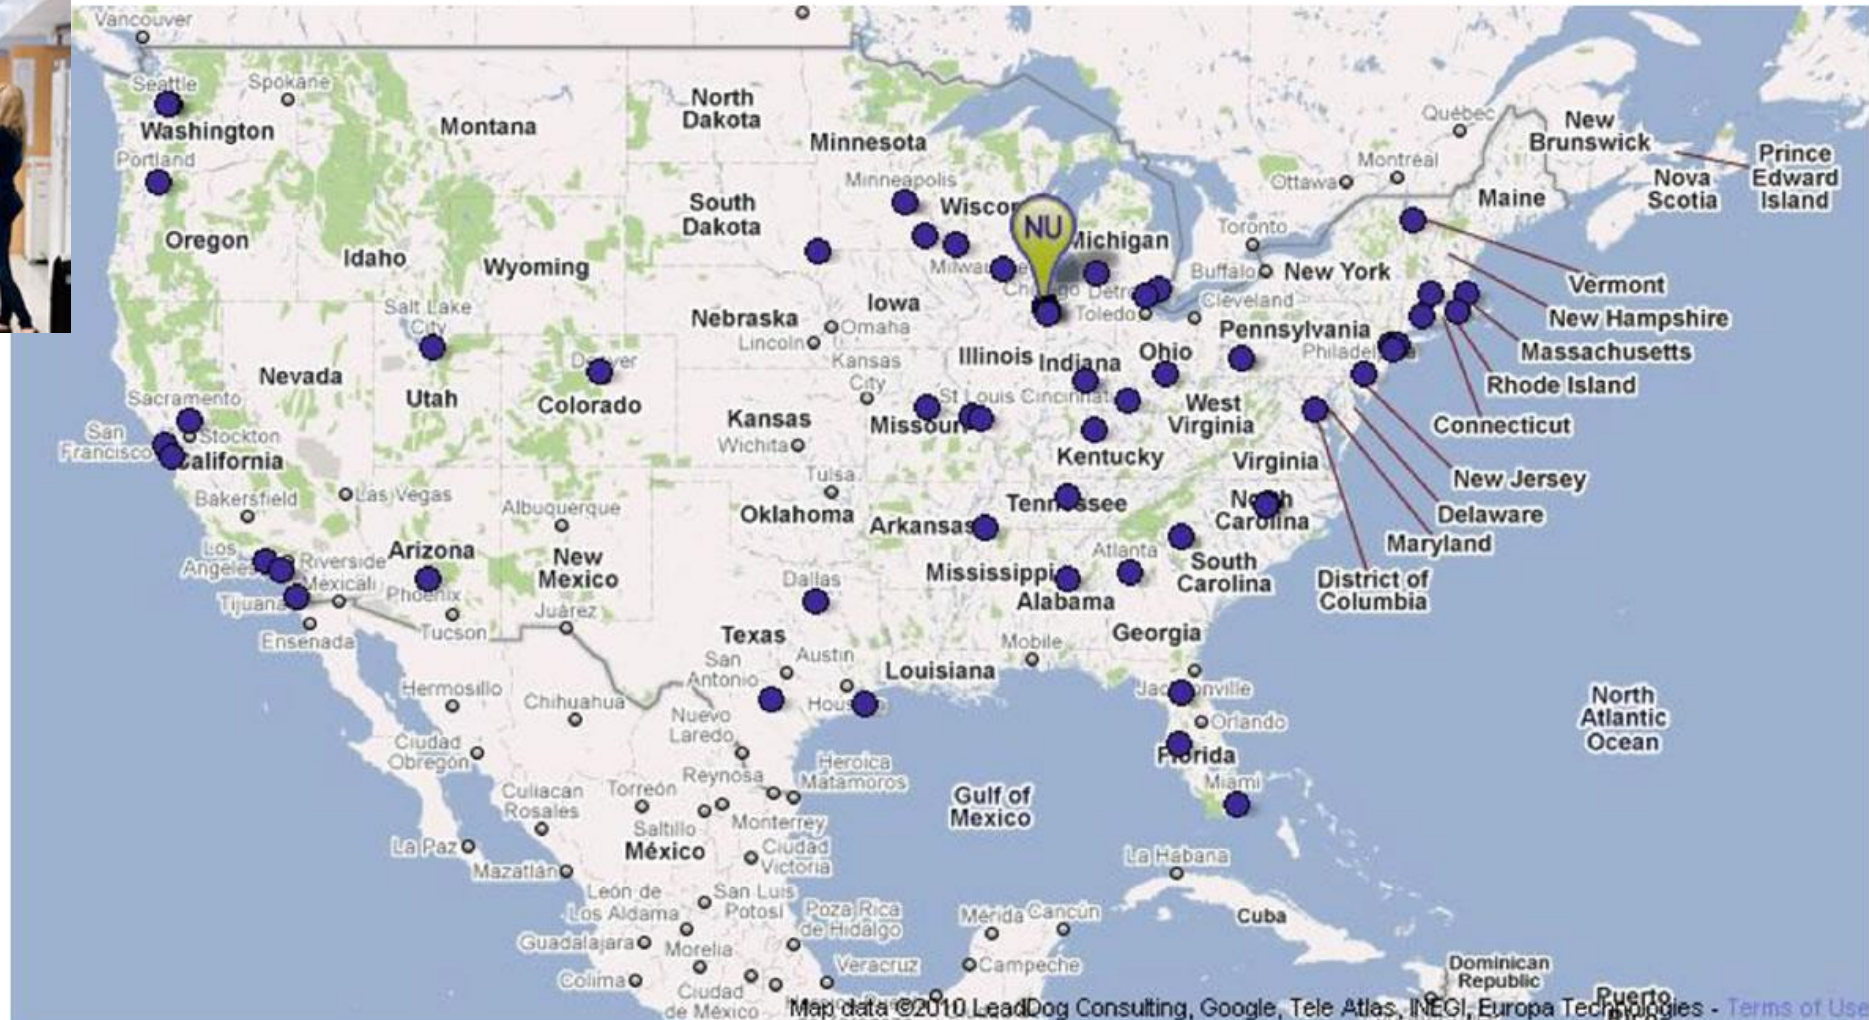 Vancouver
Seattle
Spokane
Washington
Montana
North
Dakota
Minnesota
Québec
New
Brunswick
Prince
Edward
Island
Portland
Minneapolis
Montréal
Ottawa
Maine
Nova
Scotia
Oregon
Idaho
Wyoming
South
Dakota
NU
Michigan
Toronto
Buffalo
New York
Vermont
Salt Lake
City
Nebraska
Iowa
Omaha
Lincoln
Toledo
Cleveland
Pennsylvania
New Hampshire
Massachusetts
Rhode Island
Connecticut
Nevada
Utah
Colorado
Kansas
City
Illinois
Indiana
Ohio
Sacramento
San
Francisco
Stockton
California
Kansas
Wichita
St Louis
West
Virginia
Kentucky
Virginia
New Jersey
Delaware
Maryland
District of
Columbia
Bakersfield
Las Vegas
Albuquerque
Tulsa
Oklahoma
Arkansas
Tennessee
North
Carolina
Los
Angeles
Riverside
Mexicali
Arizona
Phoenix
New
Mexico
Dallas
Mississippi
Atlanta
South
Carolina
Alabama
Tijuana
Ensenada
Tucson
Juárez
Texas
San
Antonio
Austin
Louisiana
Mobile
Georgia
Hermosillo
Chihuahua
Nuevo
Laredo
Jacksonville
Orlando
Florida
Miami
North
Atlantic
Ocean
Ciudad
Obregon
Culiacan
Rosales
Torreón
Reynosa
Heroica
Matamoros
Gulf of
Mexico
Saltillo
Monterrey
La Paz
México
Ciudad
Victoria
Mazatlán
León de
Los Aldama
San Luis
Potosí
Poza Rica
de Hidalgo
La Habana
Mérida
Cancún
Cuba
Guadalajara
Morelia
Colima
Ciudad
de México
Veracruz
Campeche
Dominican
Republic
Puerto
Map data ©2010 LeadDog Consulting, Google, Tele Atlas, INEGI, Europa Technologies - Terms of Use